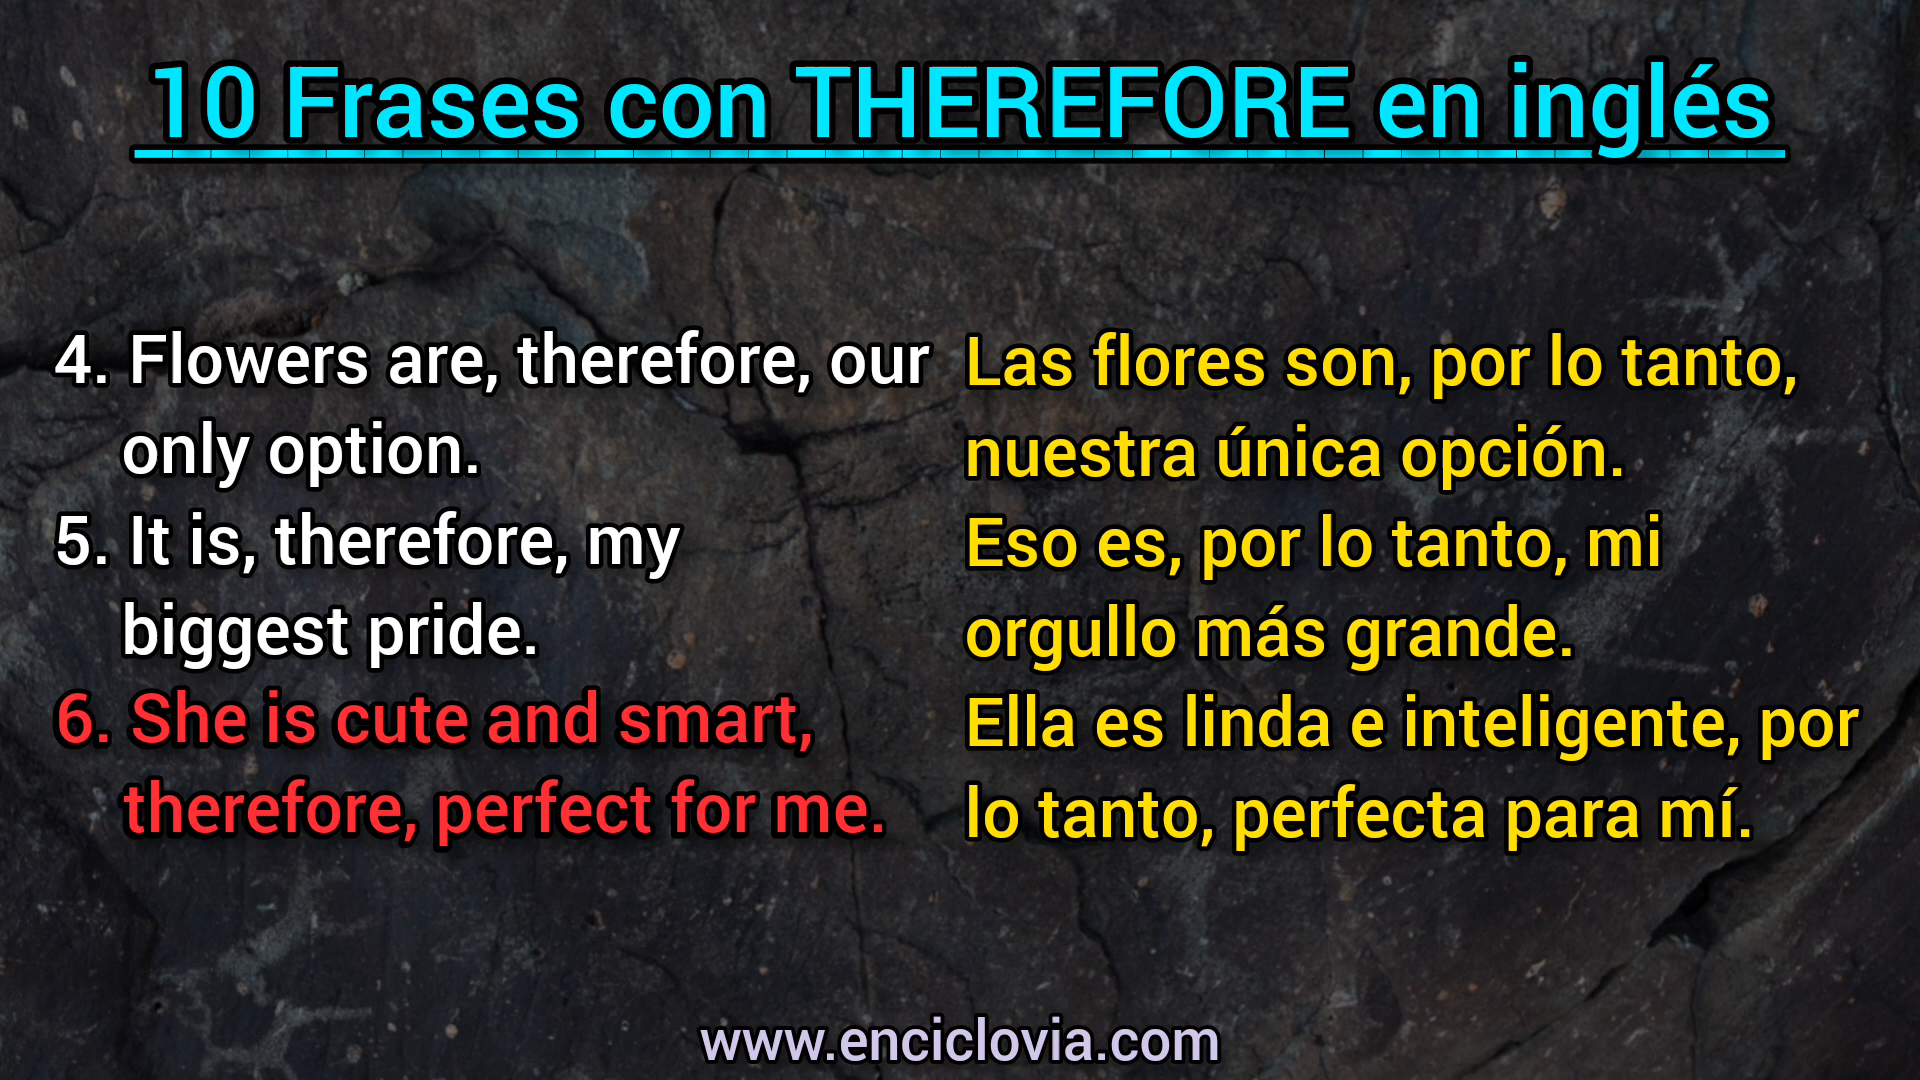 10 Frases con THEREFORE en inglés
4. Flowers are, therefore, our
only option.
5. It is, therefore, my
biggest pride.
6. She is cute and smart,
therefore, perfect for me.
Las flores son, por lo tanto,
nuestra única opción.
Eso es, por lo tanto, mi
orgullo más grande.
Ella es linda e inteligente, por
lo tanto, perfecta para mí.
www.enciclovia.com